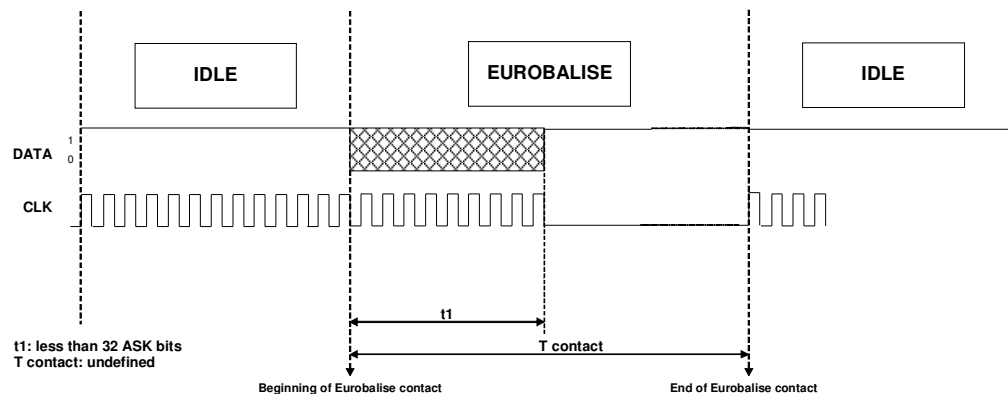 IDLE
EUROBALISE
IDLE
DATA
1
0
CLK
t1
t1: less than 32 ASK bits
T contact: undefined
T contact
Beginning of Eurobalise contact
End of Eurobalise contact